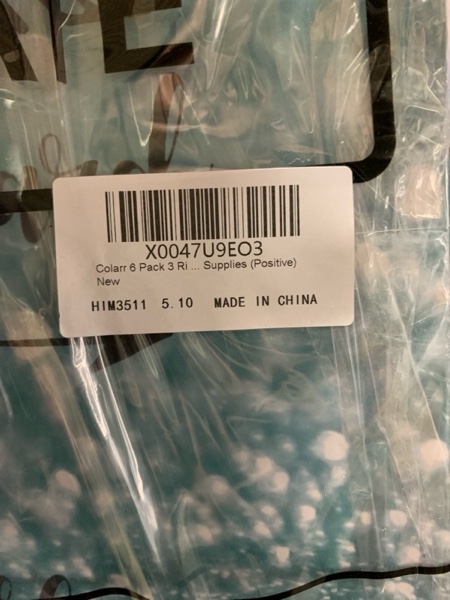 X0047U9EO3
Colarr 6 Pack 3 Ri ... Supplies (Positive)
New
HIM3511 5.10 MADE IN CHINA